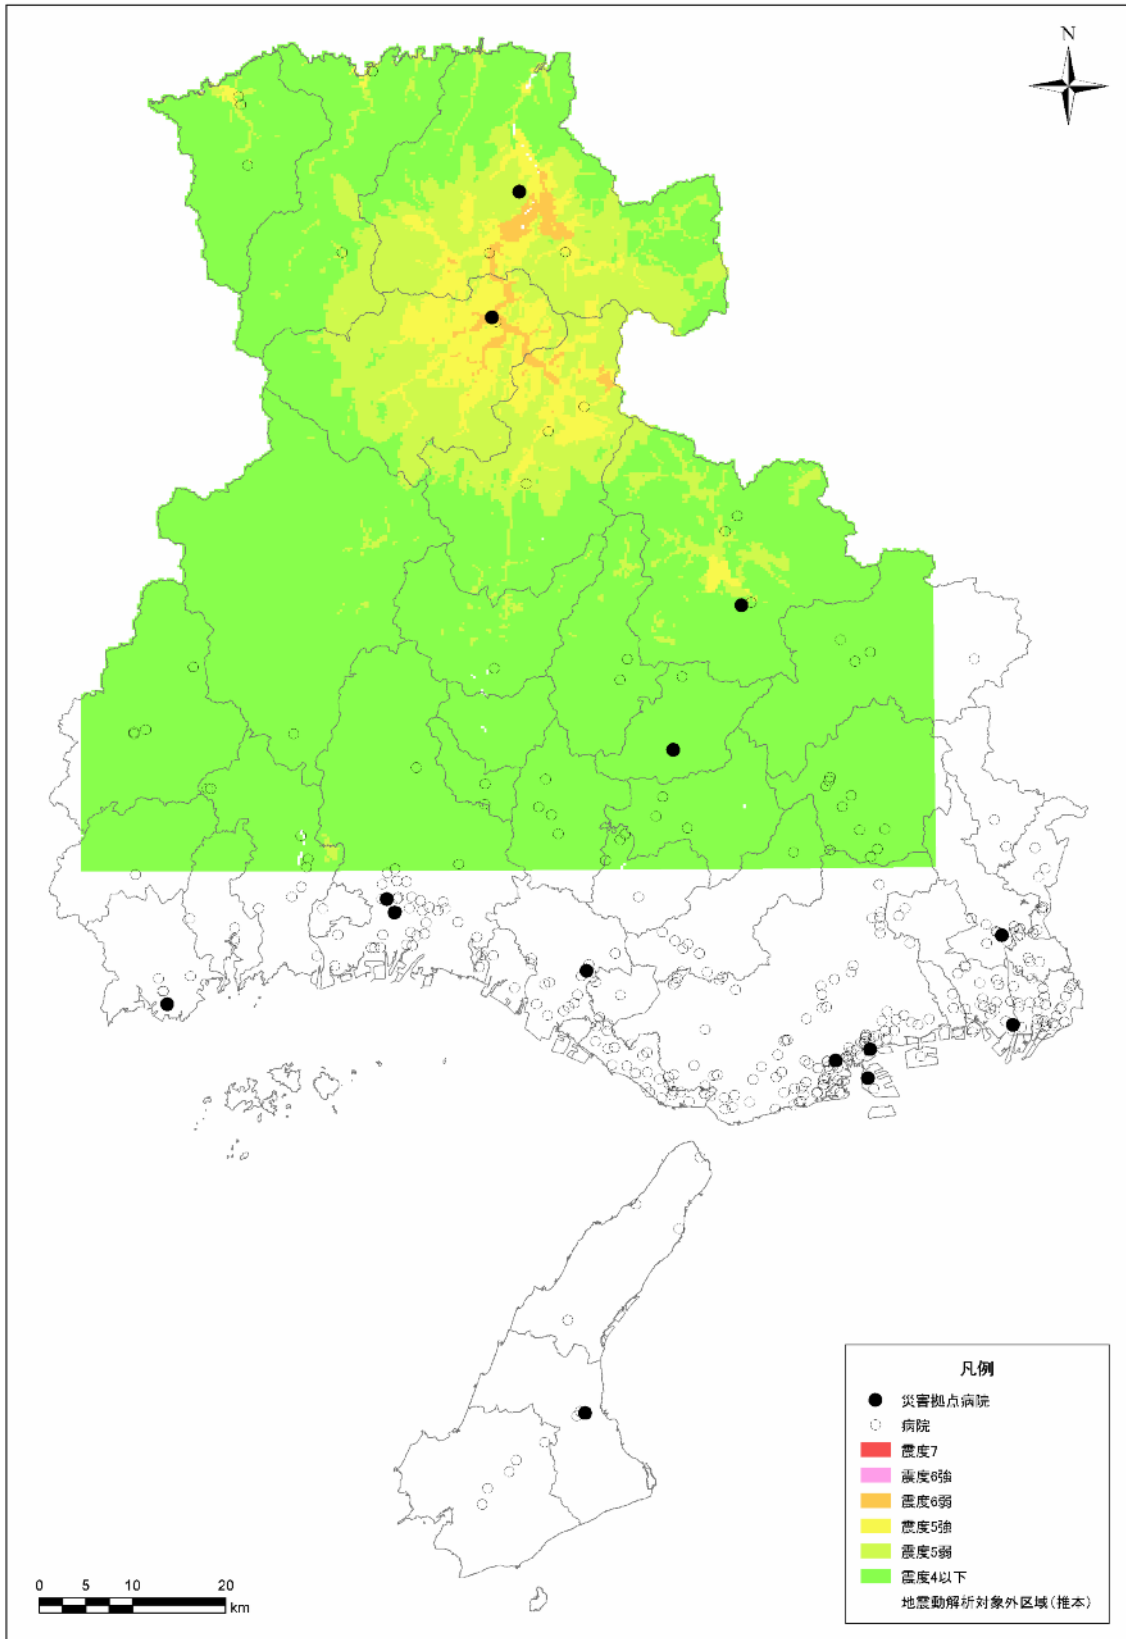 N
凡例
災害拠点病院
病院
震度7
震度6強
震度6弱
震度5強
震度5弱
震度4以下
地震動解析対象外区域(推本)
0 5 10 20
km